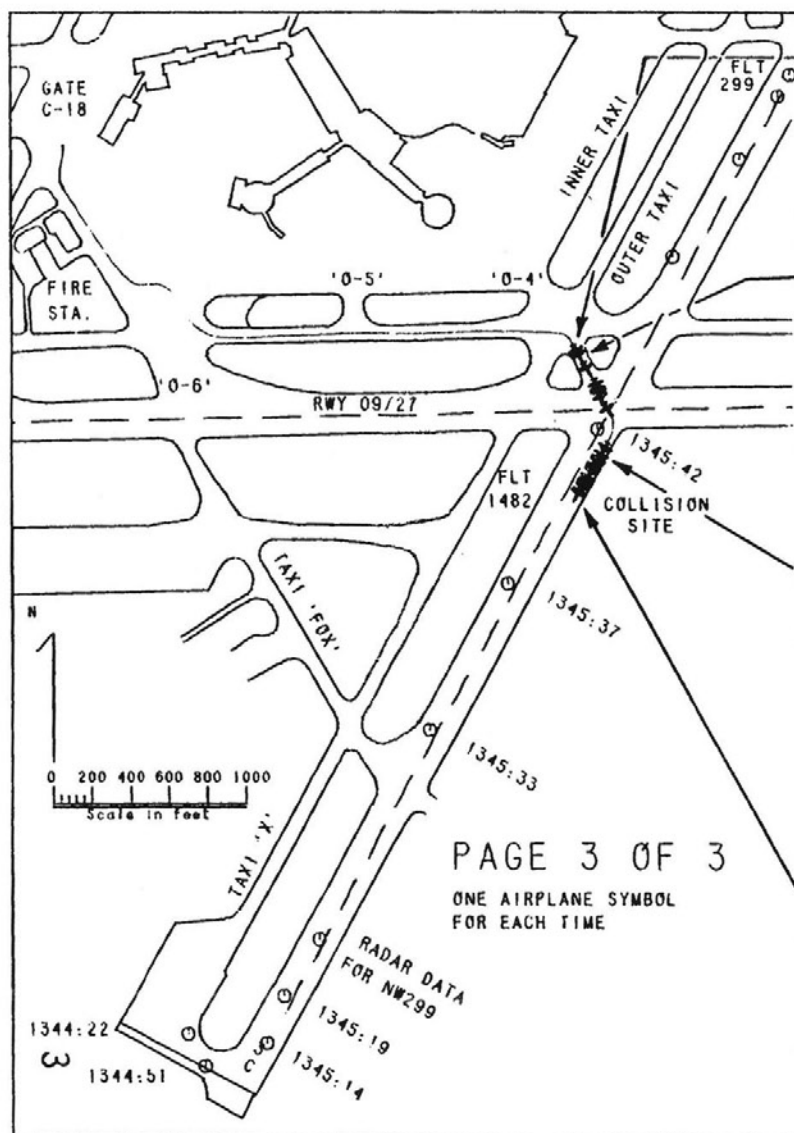 GATE
C-18
FLT
299
INNER TAXI
OUTER TAXI
'O-5'
'O-4'
FIRE
STA.
'O-6'
RWY 09/27
FLT
1482
1345:42
COLLISION
SITE
TAXI 'FOX'
1345:37
N
0 200 400 600 800 1000
Scale in feet
1345:33
TAXI 'X'
PAGE 3 OF 3
ONE AIRPLANE SYMBOL
FOR EACH TIME
RADAR DATA
FOR NW299
1344:22
1345:19
3
1344:51
1345:14
3C